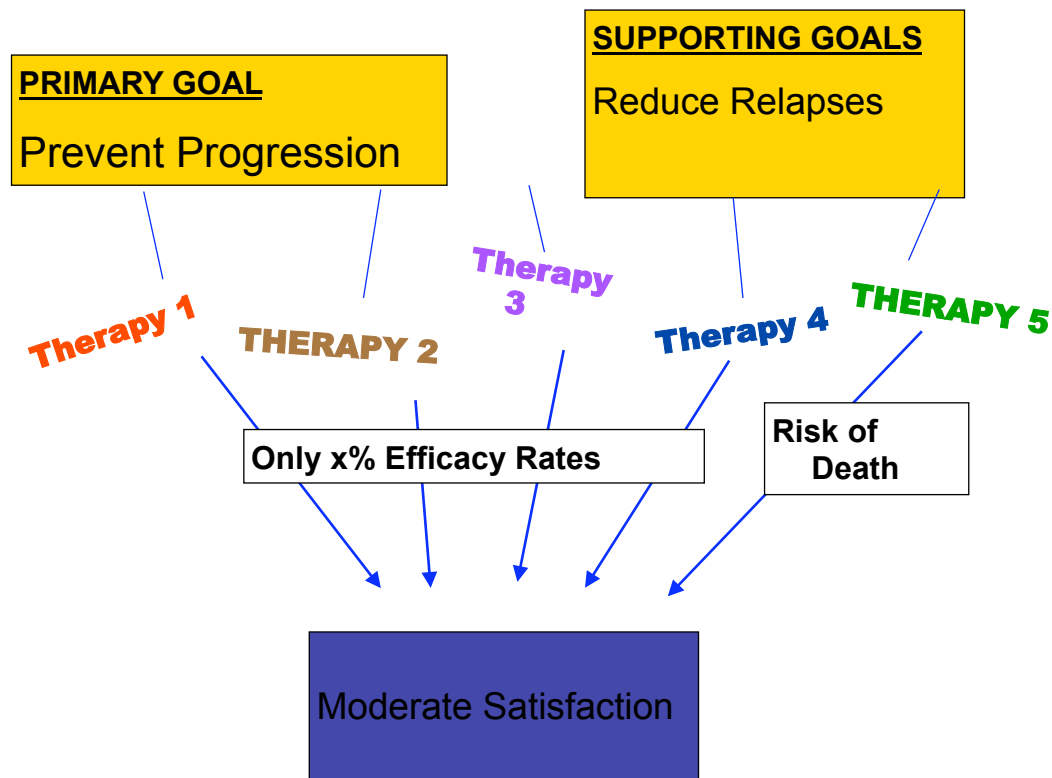 PRIMARY GOAL
Prevent Progression
SUPPORTING GOALS
Reduce Relapses
Therapy 1
THERAPY 2
Therapy
3
Therapy 4
THERAPY 5
Only x% Efficacy Rates
Risk of
Death
Moderate Satisfaction